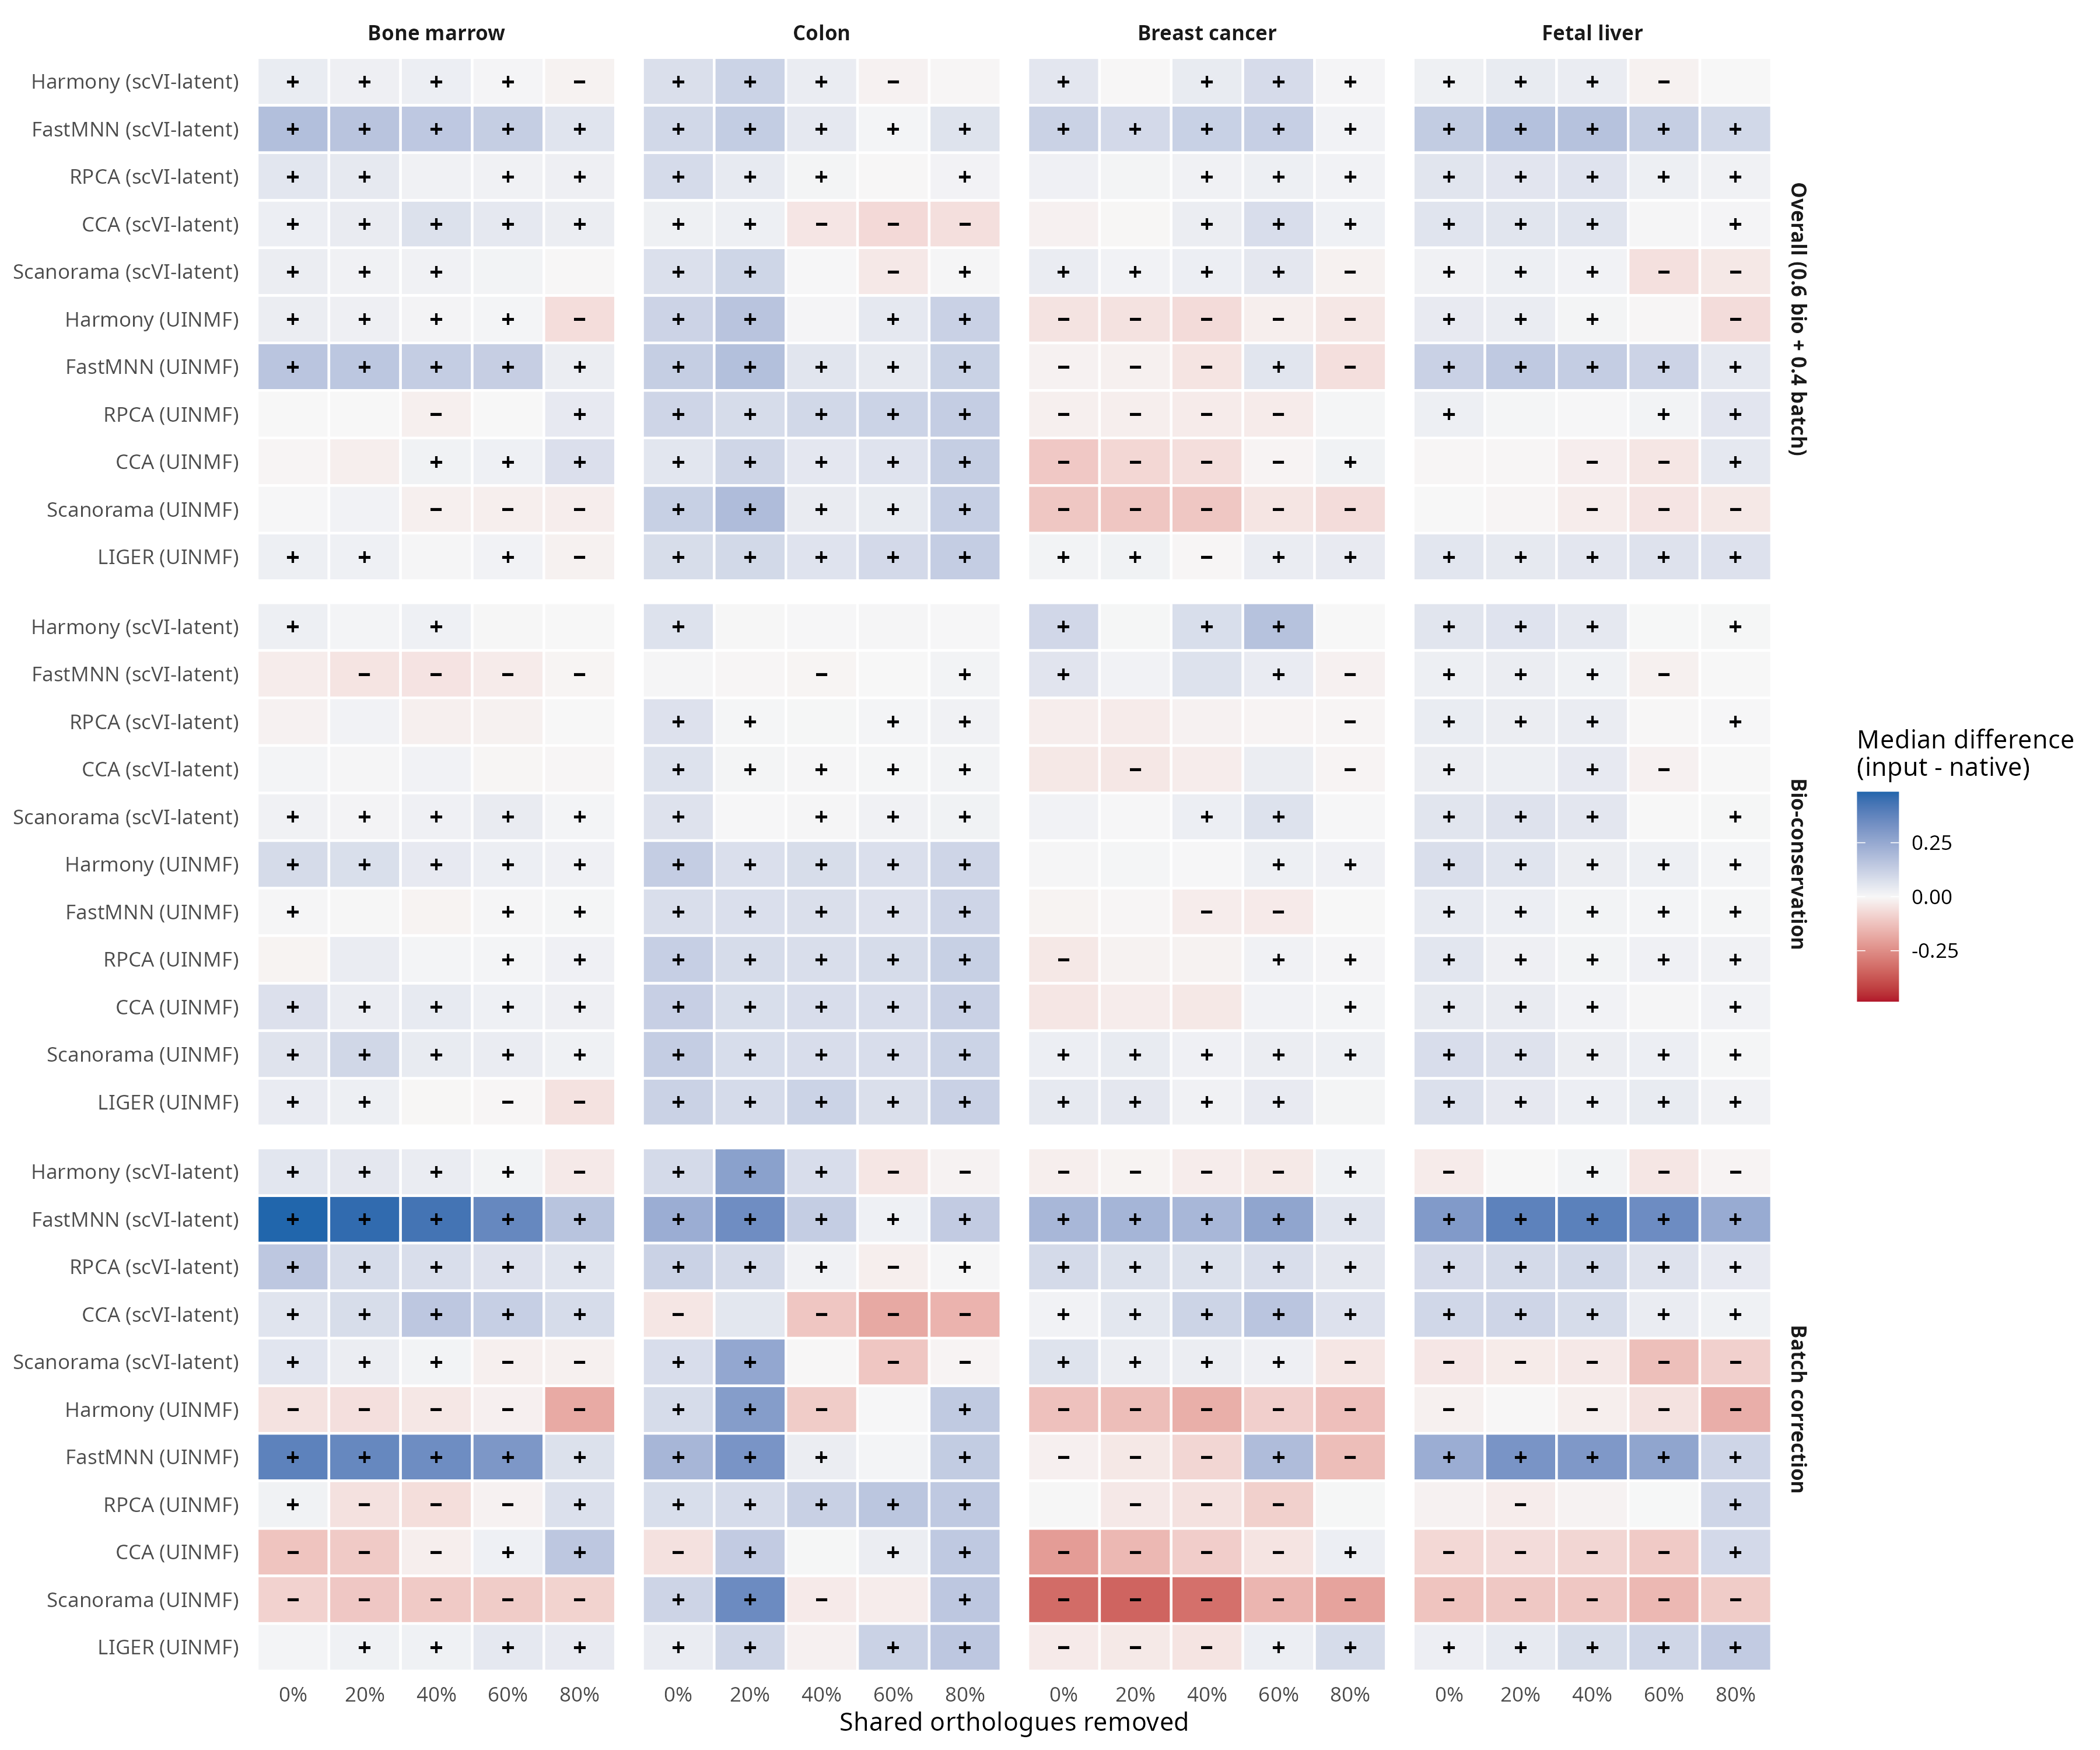 Bone marrow Colon Breast cancer Fetal liver
Harmony (scVI-latent) + + + + − + + + − + + + + + + + −
FastMNN (scVI-latent) + + + + + + + + + + + + + + + + + + + +
RPCA (scVI-latent) + + + + + + + + + + + + + + + +
CCA (scVI-latent) + + + + + + + − − − + + + + + + +
Scanorama (scVI-latent) + + + + + − + + + + + − + + + − −
Harmony (UINMF) + + + + − + + + + − − − − − + + + −
FastMNN (UINMF) + + + + + + + + + + − − − + − + + + + +
RPCA (UINMF) − + + + + + + − − − − + + +
CCA (UINMF) + + + + + + + + − − − − + − − +
Scanorama (UINMF) − − − + + + + + − − − − − − − −
LIGER (UINMF) + + + − + + + + + + + − + + + + + + +
Overall (0.6 bio + 0.4 batch)
Harmony (scVI-latent) + + + + + + + + + +
FastMNN (scVI-latent) − − − − − + + + − + + + −
RPCA (scVI-latent) + + + + − + + + +
CCA (scVI-latent) + + + + + − − + + −
Scanorama (scVI-latent) + + + + + + + + + + + + + + +
Harmony (UINMF) + + + + + + + + + + + + + + + + +
FastMNN (UINMF) + + + + + + + + − − + + + + +
RPCA (UINMF) + + + + + + + − + + + + + + +
CCA (UINMF) + + + + + + + + + + + + + + +
Scanorama (UINMF) + + + + + + + + + + + + + + + + + + + +
LIGER (UINMF) + + − − + + + + + + + + + + + + + +
Bio-conservation
Harmony (scVI-latent) + + + + − + + + − − − − − − + − + − −
FastMNN (scVI-latent) + + + + + + + + + + + + + + + + + + + +
RPCA (scVI-latent) + + + + + + + + − + + + + + + + + + + +
CCA (scVI-latent) + + + + + − − − − + + + + + + + + + +
Scanorama (scVI-latent) + + + − − + + − − + + + + − − − − − −
Harmony (UINMF) − − − − − + + − + − − − − − − − − −
FastMNN (UINMF) + + + + + + + + + − − − + − + + + + +
RPCA (UINMF) + − − − + + + + + + − − − − +
CCA (UINMF) − − − + + − + + + − − − − + − − − − +
Scanorama (UINMF) − − − − − + + − + − − − − − − − − − −
LIGER (UINMF) + + + + + + + + − − − + + + + + + +
Batch correction
0% 20% 40% 60% 80% 0% 20% 40% 60% 80% 0% 20% 40% 60% 80% 0% 20% 40% 60% 80%
Shared orthologues removed
Median difference
(input - native)
0.25
0.00
-0.25